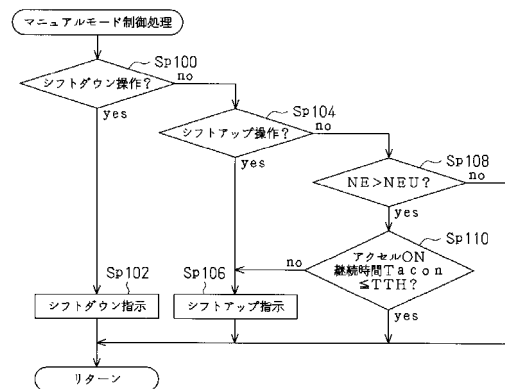 マニュアルモード制御処理
Sp100
シフトダウン操作?
no
yes
Sp104
シフトアップ操作?
no
yes
Sp108
NE>NEU?
no
yes
Sp110
アクセルON
継続時間Tacon
≦TTH?
no
yes
Sp102
シフトダウン指示
Sp106
シフトアップ指示
リターン